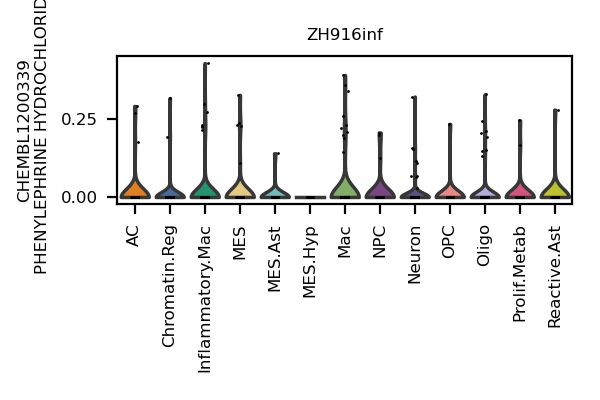 ZH916inf
CHEMBL1200339
PHENYLEPHRINE HYDROCHLORID
0.25
0.00
AC
Chromatin.Reg
Inflammatory.Mac
MES
MES.Ast
MES.Hyp
Mac
NPC
Neuron
OPC
Oligo
Prolif.Metab
Reactive.Ast